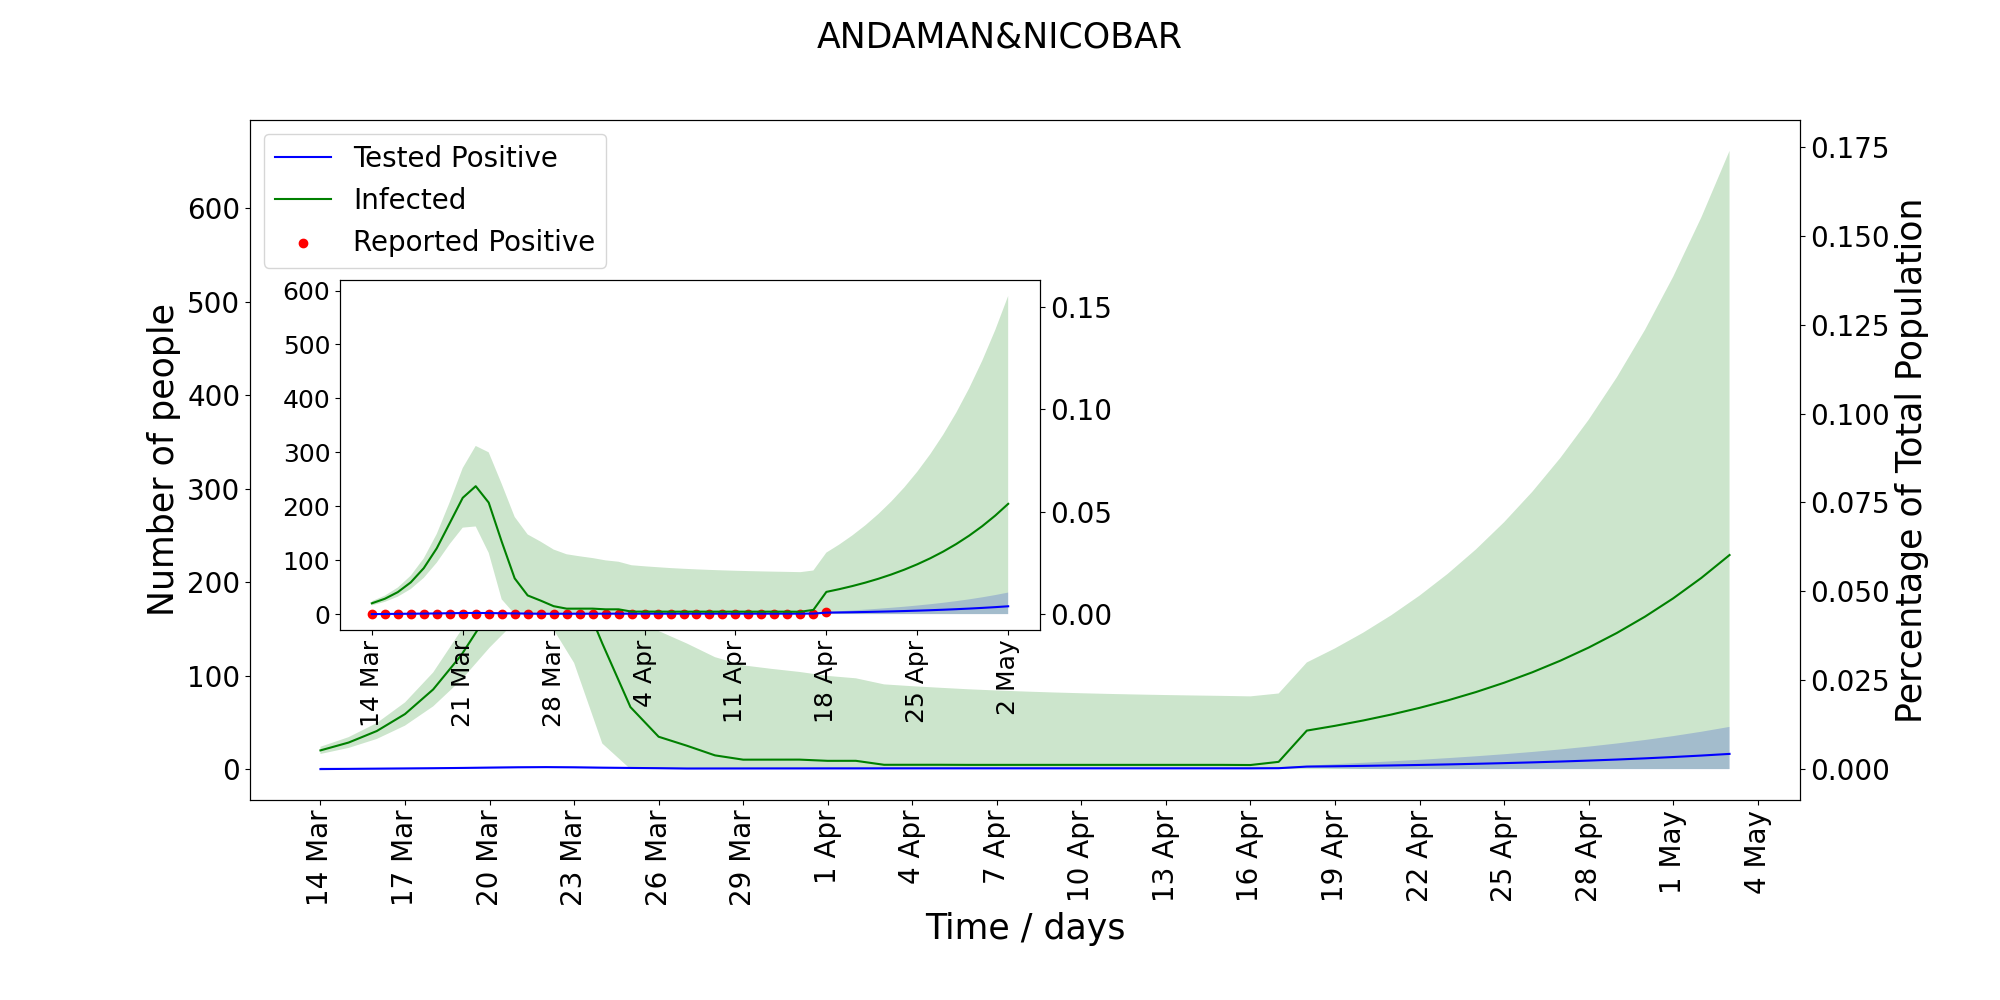 ANDAMAN&NICOBAR
Tested Positive
Infected
Reported Positive
Number of people
600
500
400
300
200
100
0
600
500
400
300
200
100
0
0.15
0.10
0.05
0.00
14 Mar
21 Mar
28 Mar
4 Apr
11 Apr
18 Apr
25 Apr
2 May
0.175
0.150
0.125
0.100
0.075
0.050
0.025
0.000
Percentage of Total Population
14 Mar
17 Mar
20 Mar
23 Mar
26 Mar
29 Mar
1 Apr
4 Apr
7 Apr
10 Apr
13 Apr
16 Apr
19 Apr
22 Apr
25 Apr
28 Apr
1 May
4 May
Time / days